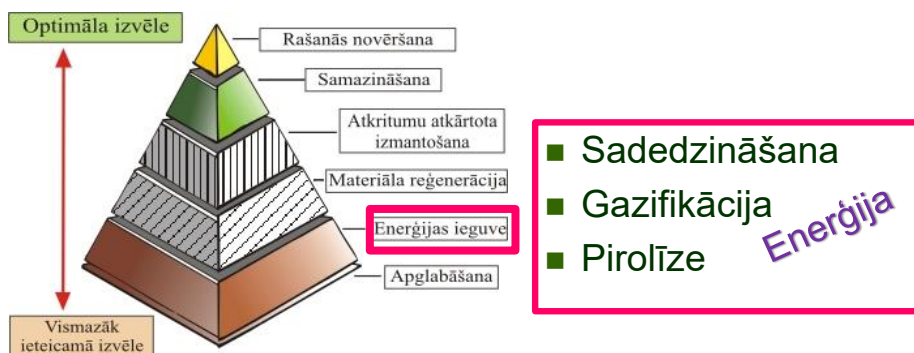 Optimāla izvēle
Rašanās novēršana
Samazināšana
Atkritumu atkārtota
izmantošana
Materiāla reģenerācija
Enerģijas ieguve
Apglabāšana
Vismazāk
ieteicamā izvēle
Sadedzināšana
Gazifikācija
Pirolīze
Enerģija